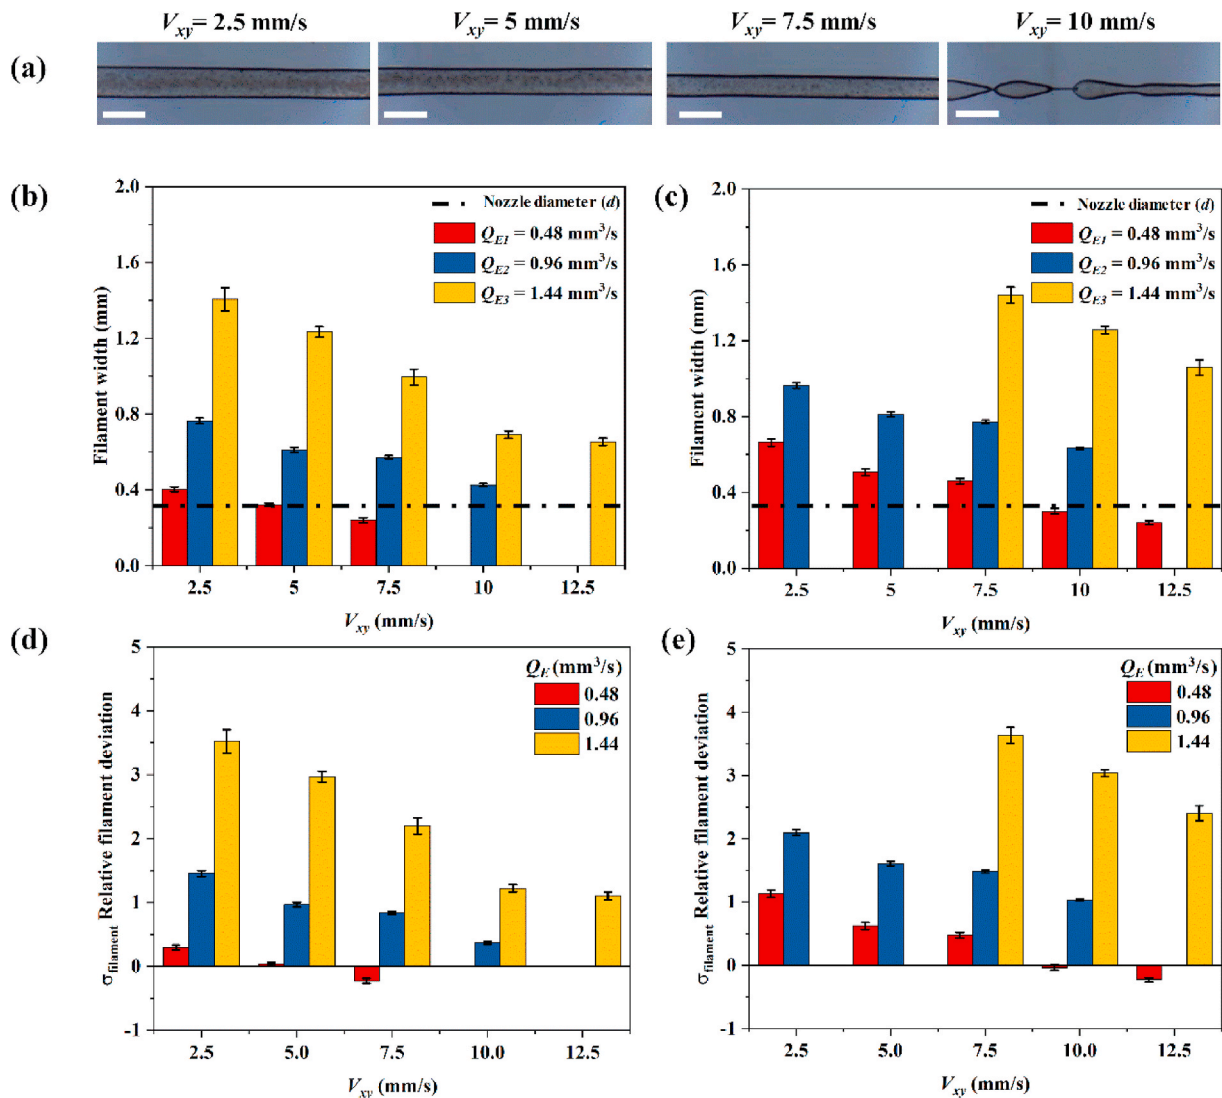 V_xy= 2.5 mm/s V_xy= 5 mm/s V_xy= 7.5 mm/s V_xy= 10 mm/s
(a)
(b)
2.0
1.6
1.2
0.8
0.4
0.0
Filament width (mm)
Nozzle diameter (d)
Q_E1 = 0.48 mm³/s
Q_E2 = 0.96 mm³/s
Q_E3 = 1.44 mm³/s
2.5 5 7.5 10 12.5
V_xy (mm/s)
(c)
2.0
1.6
1.2
0.8
0.4
0.0
Filament width (mm)
Nozzle diameter (d)
Q_E1 = 0.48 mm³/s
Q_E2 = 0.96 mm³/s
Q_E3 = 1.44 mm³/s
2.5 5 7.5 10 12.5
V_xy (mm/s)
(d)
5
4
3
2
1
0
-1
σ_filament Relative filament deviation
Q_E (mm³/s)
0.48
0.96
1.44
2.5 5.0 7.5 10.0 12.5
V_xy (mm/s)
(e)
5
4
3
2
1
0
-1
σ_filament Relative filament deviation
Q_E (mm³/s)
0.48
0.96
1.44
2.5 5.0 7.5 10.0 12.5
V_xy (mm/s)